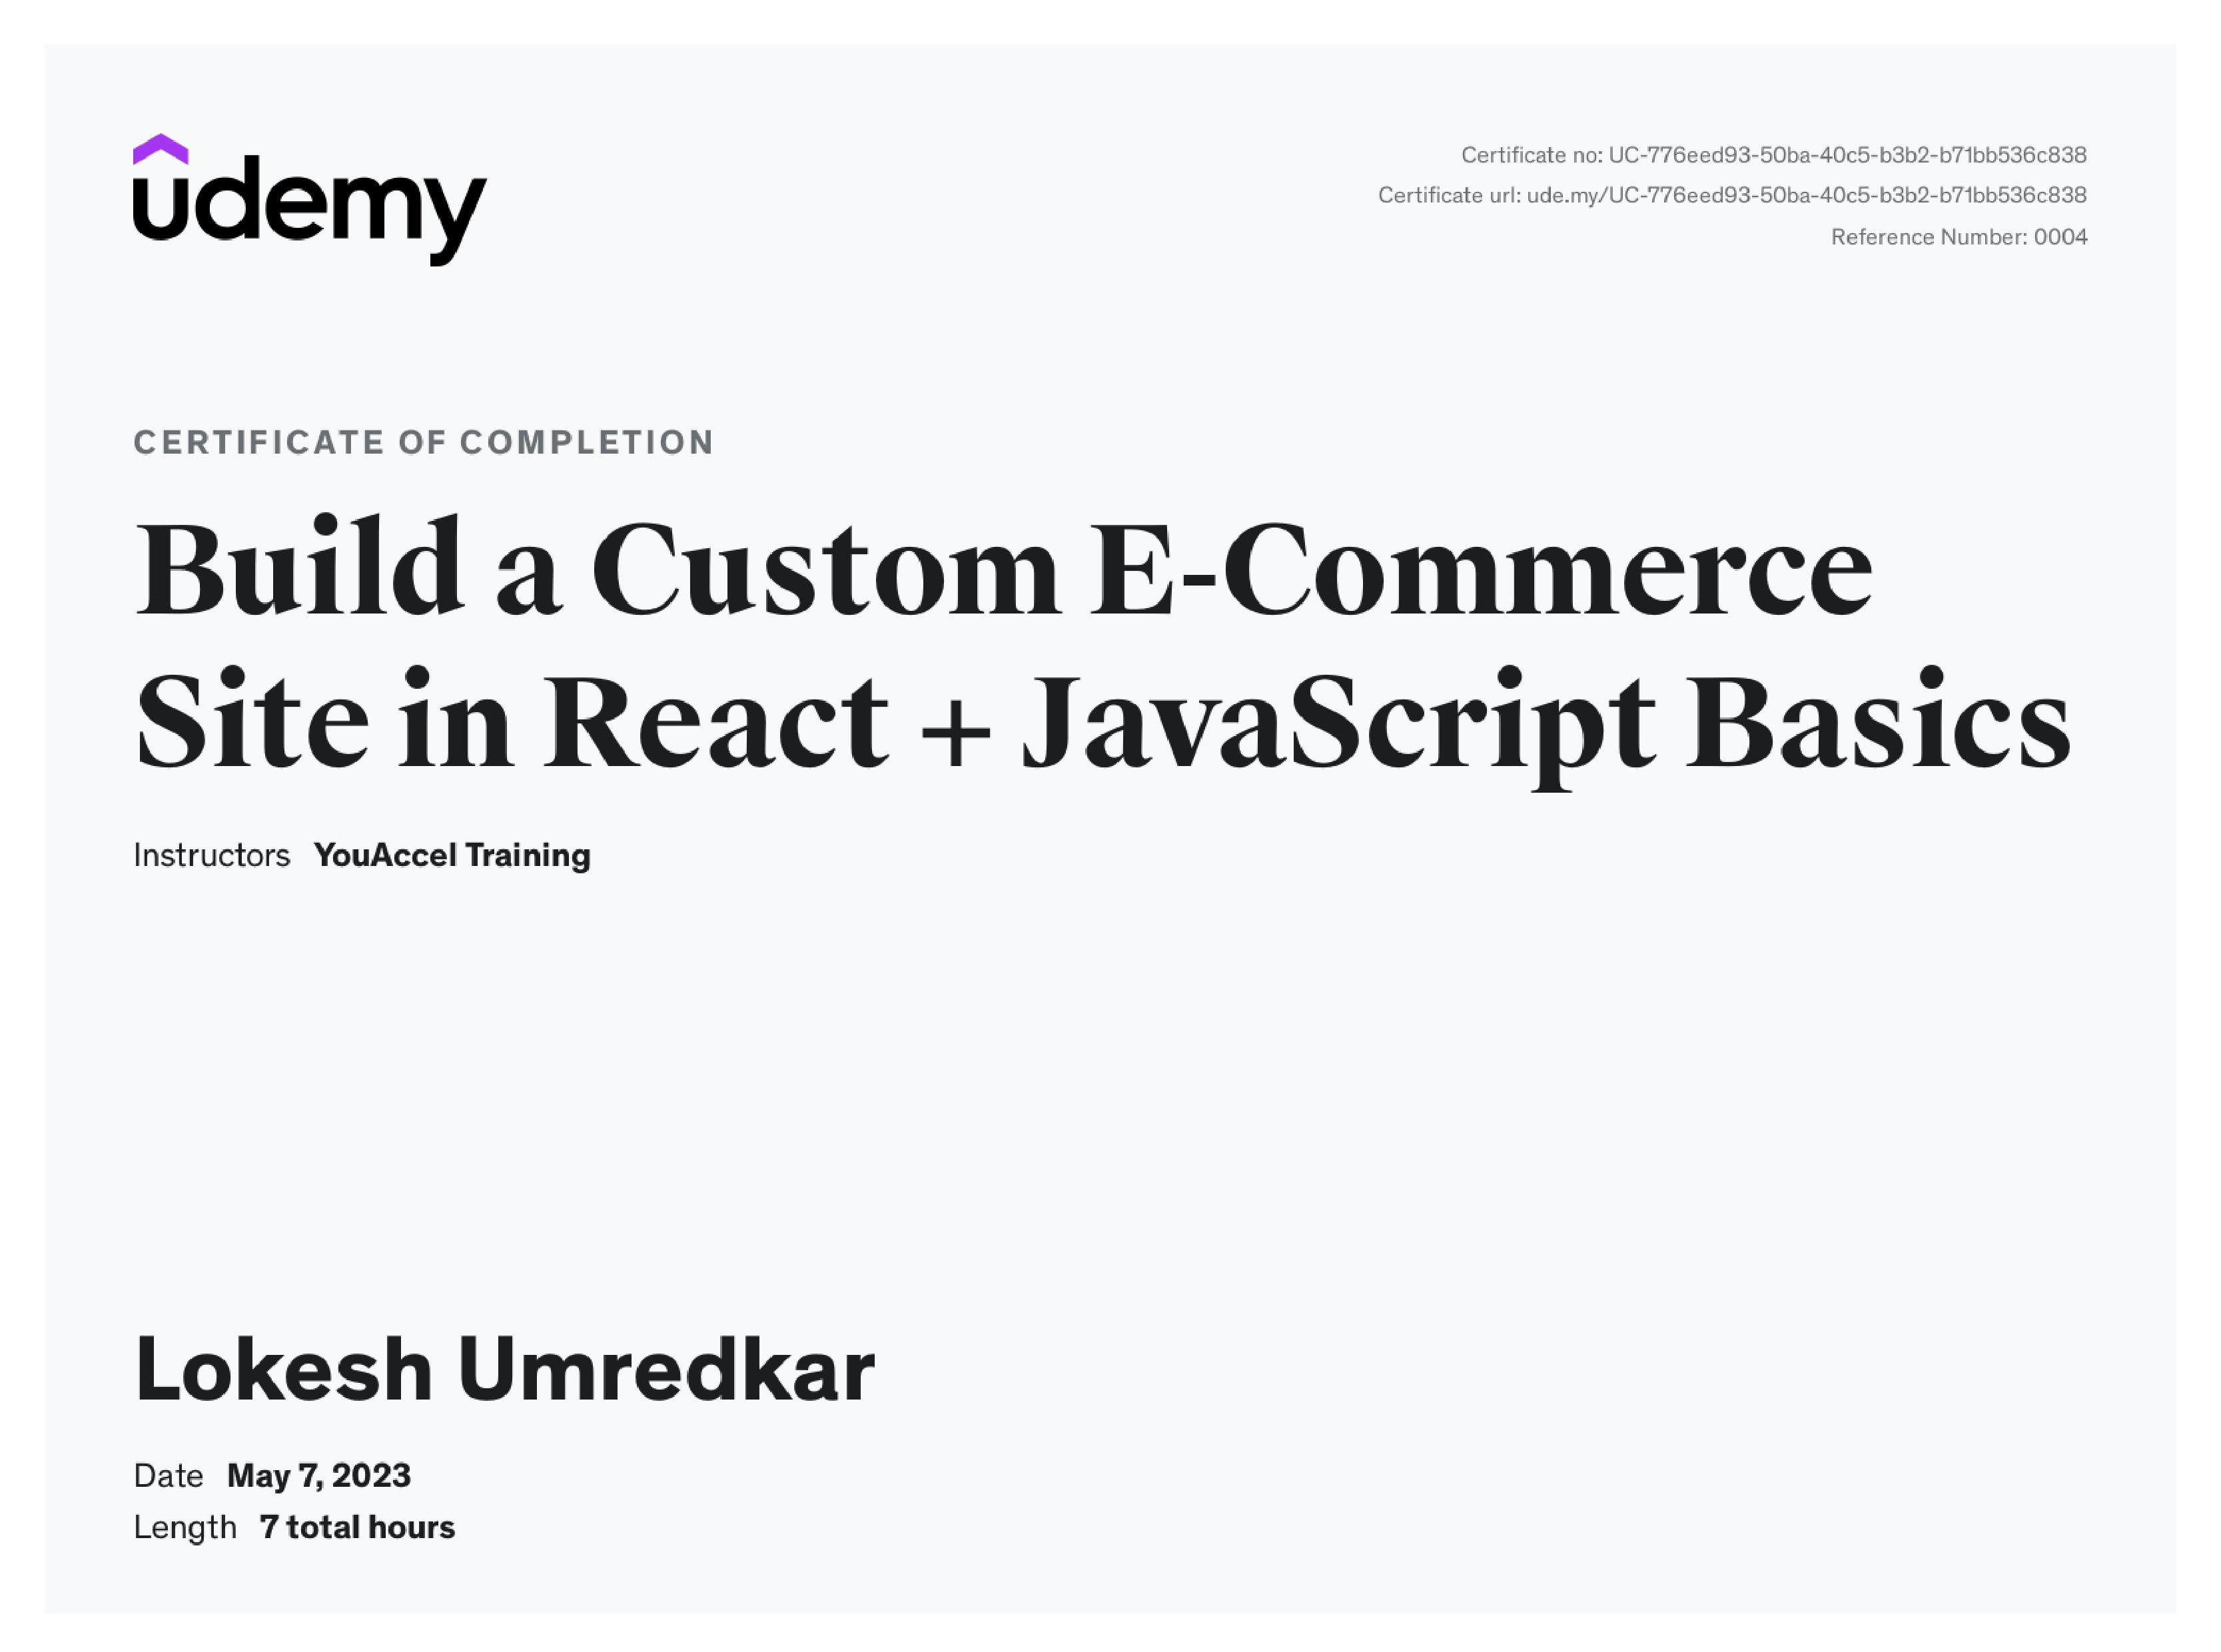 udemy
Certificate no: UC-776eed93-50ba-40c5-b3b2-b71bb536c838
Certificate url: ude.my/UC-776eed93-50ba-40c5-b3b2-b71bb536c838
Reference Number: 0004
CERTIFICATE OF COMPLETION
Build a Custom E-Commerce
Site in React + JavaScript Basics
Instructors YouAccel Training
Lokesh Umredkar
Date May 7, 2023
Length 7 total hours